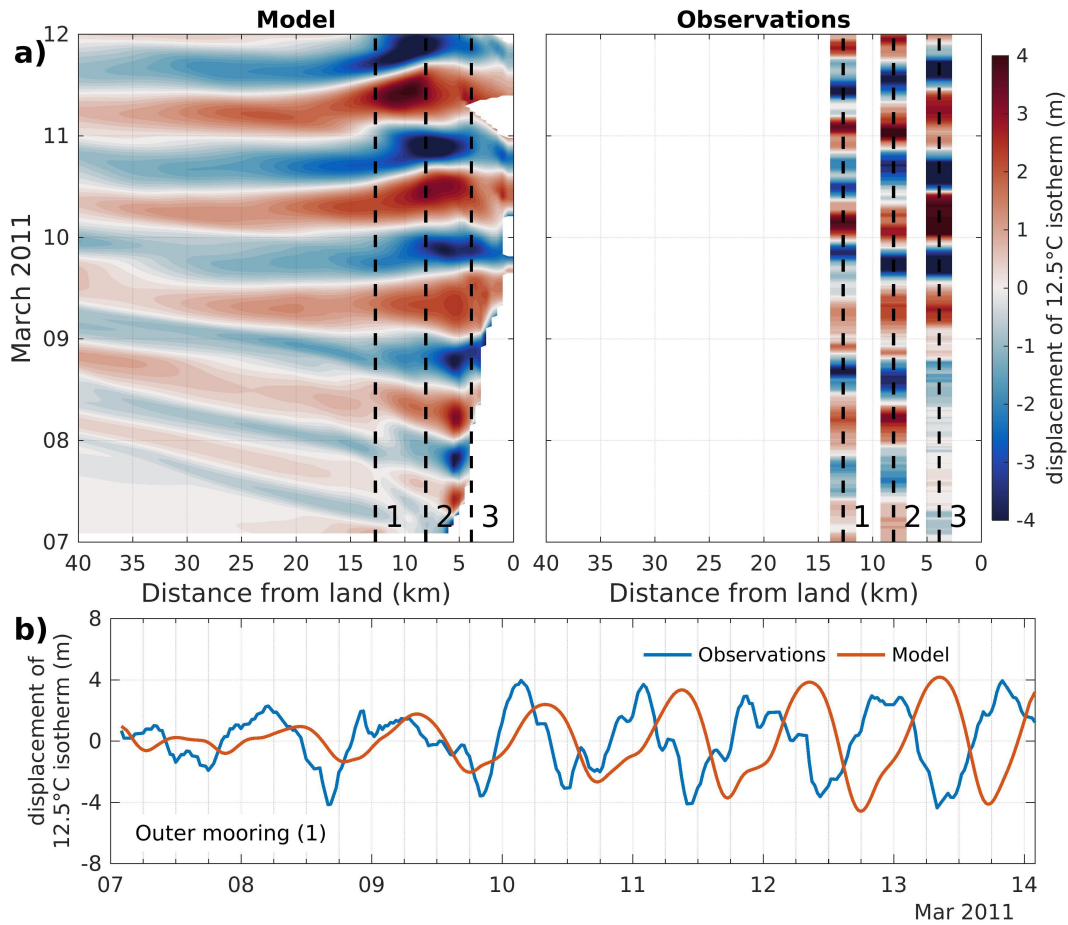 Model Observations
a)
12
11
10
09
08
07
March 2011
1 2 3
1 2 3
40 35 30 25 20 15 10 5 0
40 35 30 25 20 15 10 5 0
Distance from land (km) Distance from land (km)
4
3
2
1
0
-1
-2
-3
-4
displacement of 12.5°C isotherm (m)
b)
8
4
0
-4
-8
displacement of
12.5°C isotherm (m)
Observations Model
Outer mooring (1)
07 08 09 10 11 12 13 14
Mar 2011